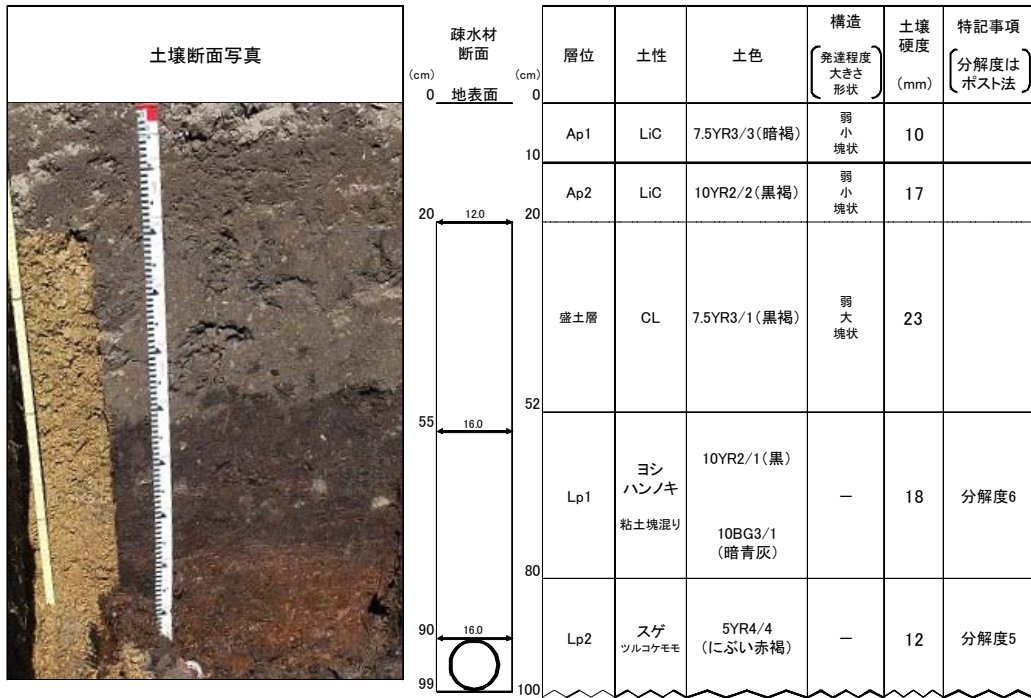 土壌断面写真
疎水材
断面
(cm)
0 地表面
20
12.0
55
16.0
90
16.0
99
(cm)
0
10
20
52
80
100
層位
土性
土色
構造
発達程度
大きさ
形状
土壌
硬度
(mm)
特記事項
分解度は
ポスト法
Ap1
LiC
7.5YR3/3(暗褐)
弱
小
塊状
10
Ap2
LiC
10YR2/2(黒褐)
弱
小
塊状
17
盛土層
CL
7.5YR3/1(黒褐)
弱
大
塊状
23
Lp1
ヨシ
ハンノキ
粘土塊混り
10YR2/1(黒)
10BG3/1
(暗青灰)
－
18
分解度6
Lp2
スゲ
ツルコケモモ
5YR4/4
(にぶい赤褐)
－
12
分解度5